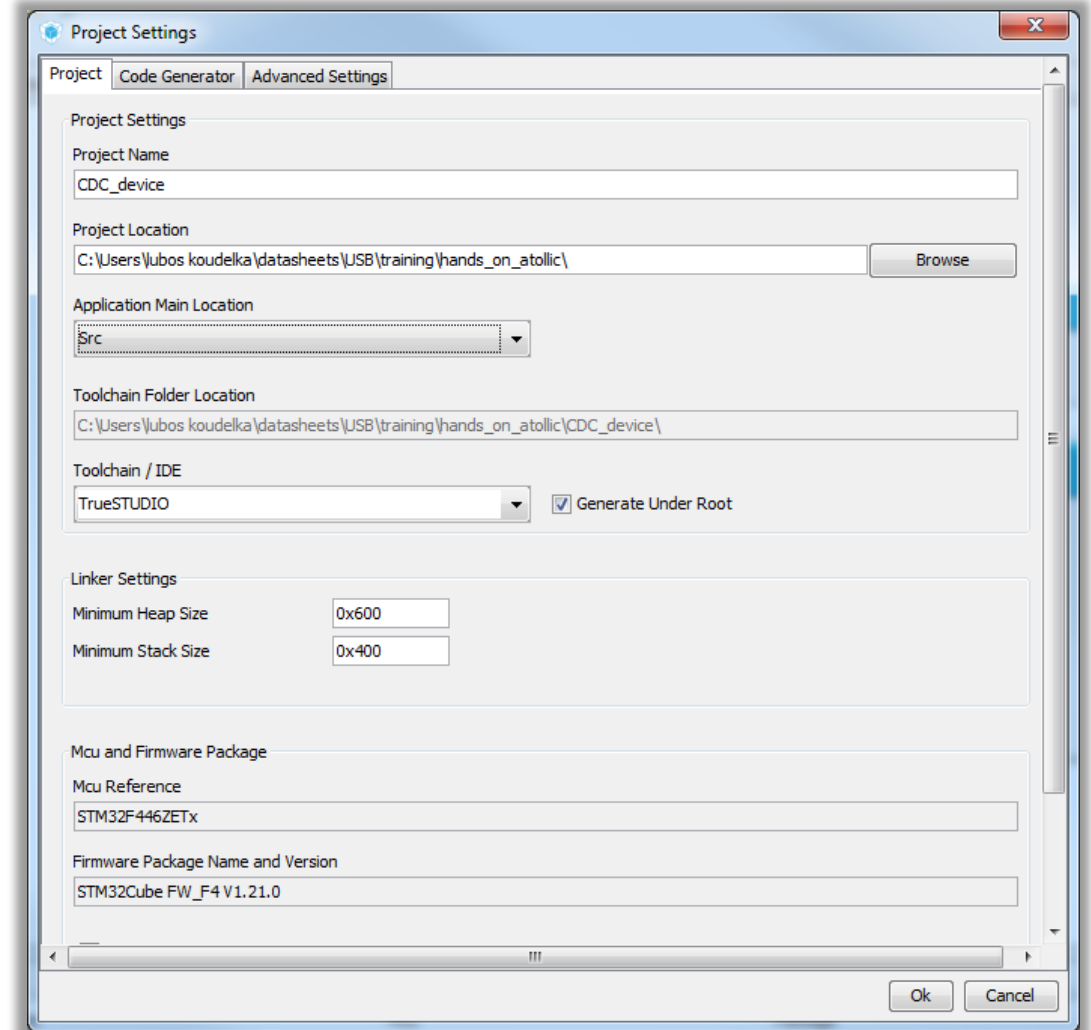 Project Settings
Project Code Generator Advanced Settings
Project Settings
Project Name
CDC_device
Project Location
C:\Users\lubos koudelka\datasheets\USB\training\hands_on_atollic\
Browse
Application Main Location
Src
Toolchain Folder Location
C:\Users\lubos koudelka\datasheets\USB\training\hands_on_atollic\CDC_device\
Toolchain / IDE
TrueSTUDIO Generate Under Root
Linker Settings
Minimum Heap Size 0x600
Minimum Stack Size 0x400
Mcu and Firmware Package
Mcu Reference
STM32F446ZETx
Firmware Package Name and Version
STM32Cube FW_F4 V1.21.0
Ok Cancel